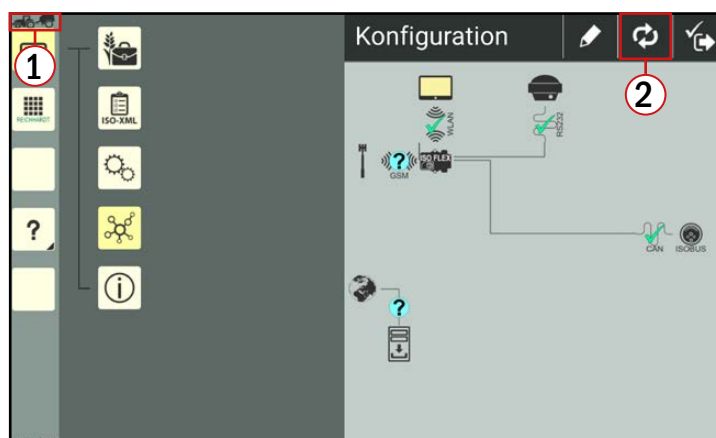 Konfiguration
1
2
REICHHARDT
ISO-XML
WLAN
RS232
?
ISO FLEX
GSM
?
CAN
ISOBUS
?
i